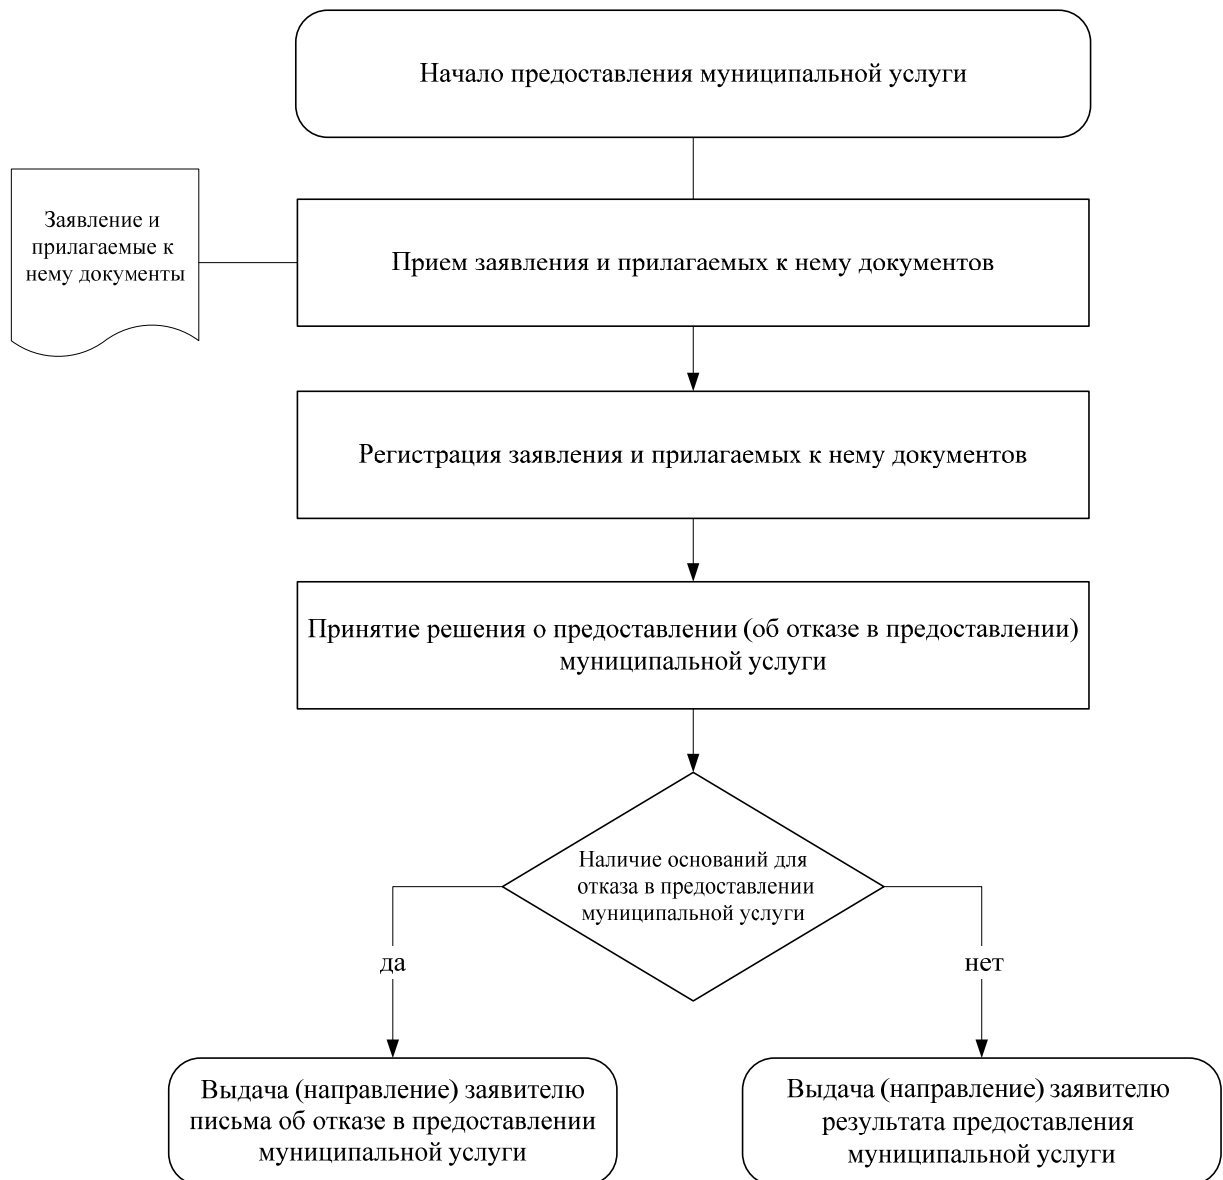 Начало предоставления муниципальной услуги
Заявление и
прилагаемые к
нему документы
Прием заявления и прилагаемых к нему документов
Регистрация заявления и прилагаемых к нему документов
Принятие решения о предоставлении (об отказе в предоставлении)
муниципальной услуги
Наличие оснований для
отказа в предоставлении
муниципальной услуги
да
нет
Выдача (направление) заявителю
письма об отказе в предоставлении
муниципальной услуги
Выдача (направление) заявителю
результата предоставления
муниципальной услуги